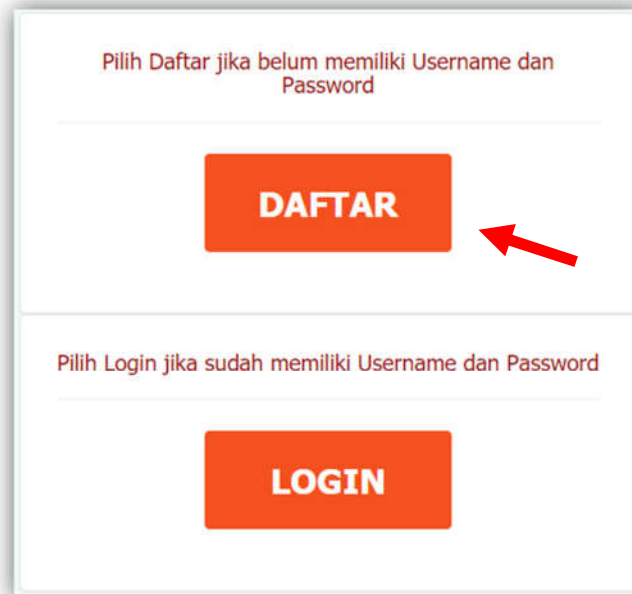 Pilih Daftar jika belum memiliki Username dan
Password
DAFTAR
Pilih Login jika sudah memiliki Username dan Password
LOGIN